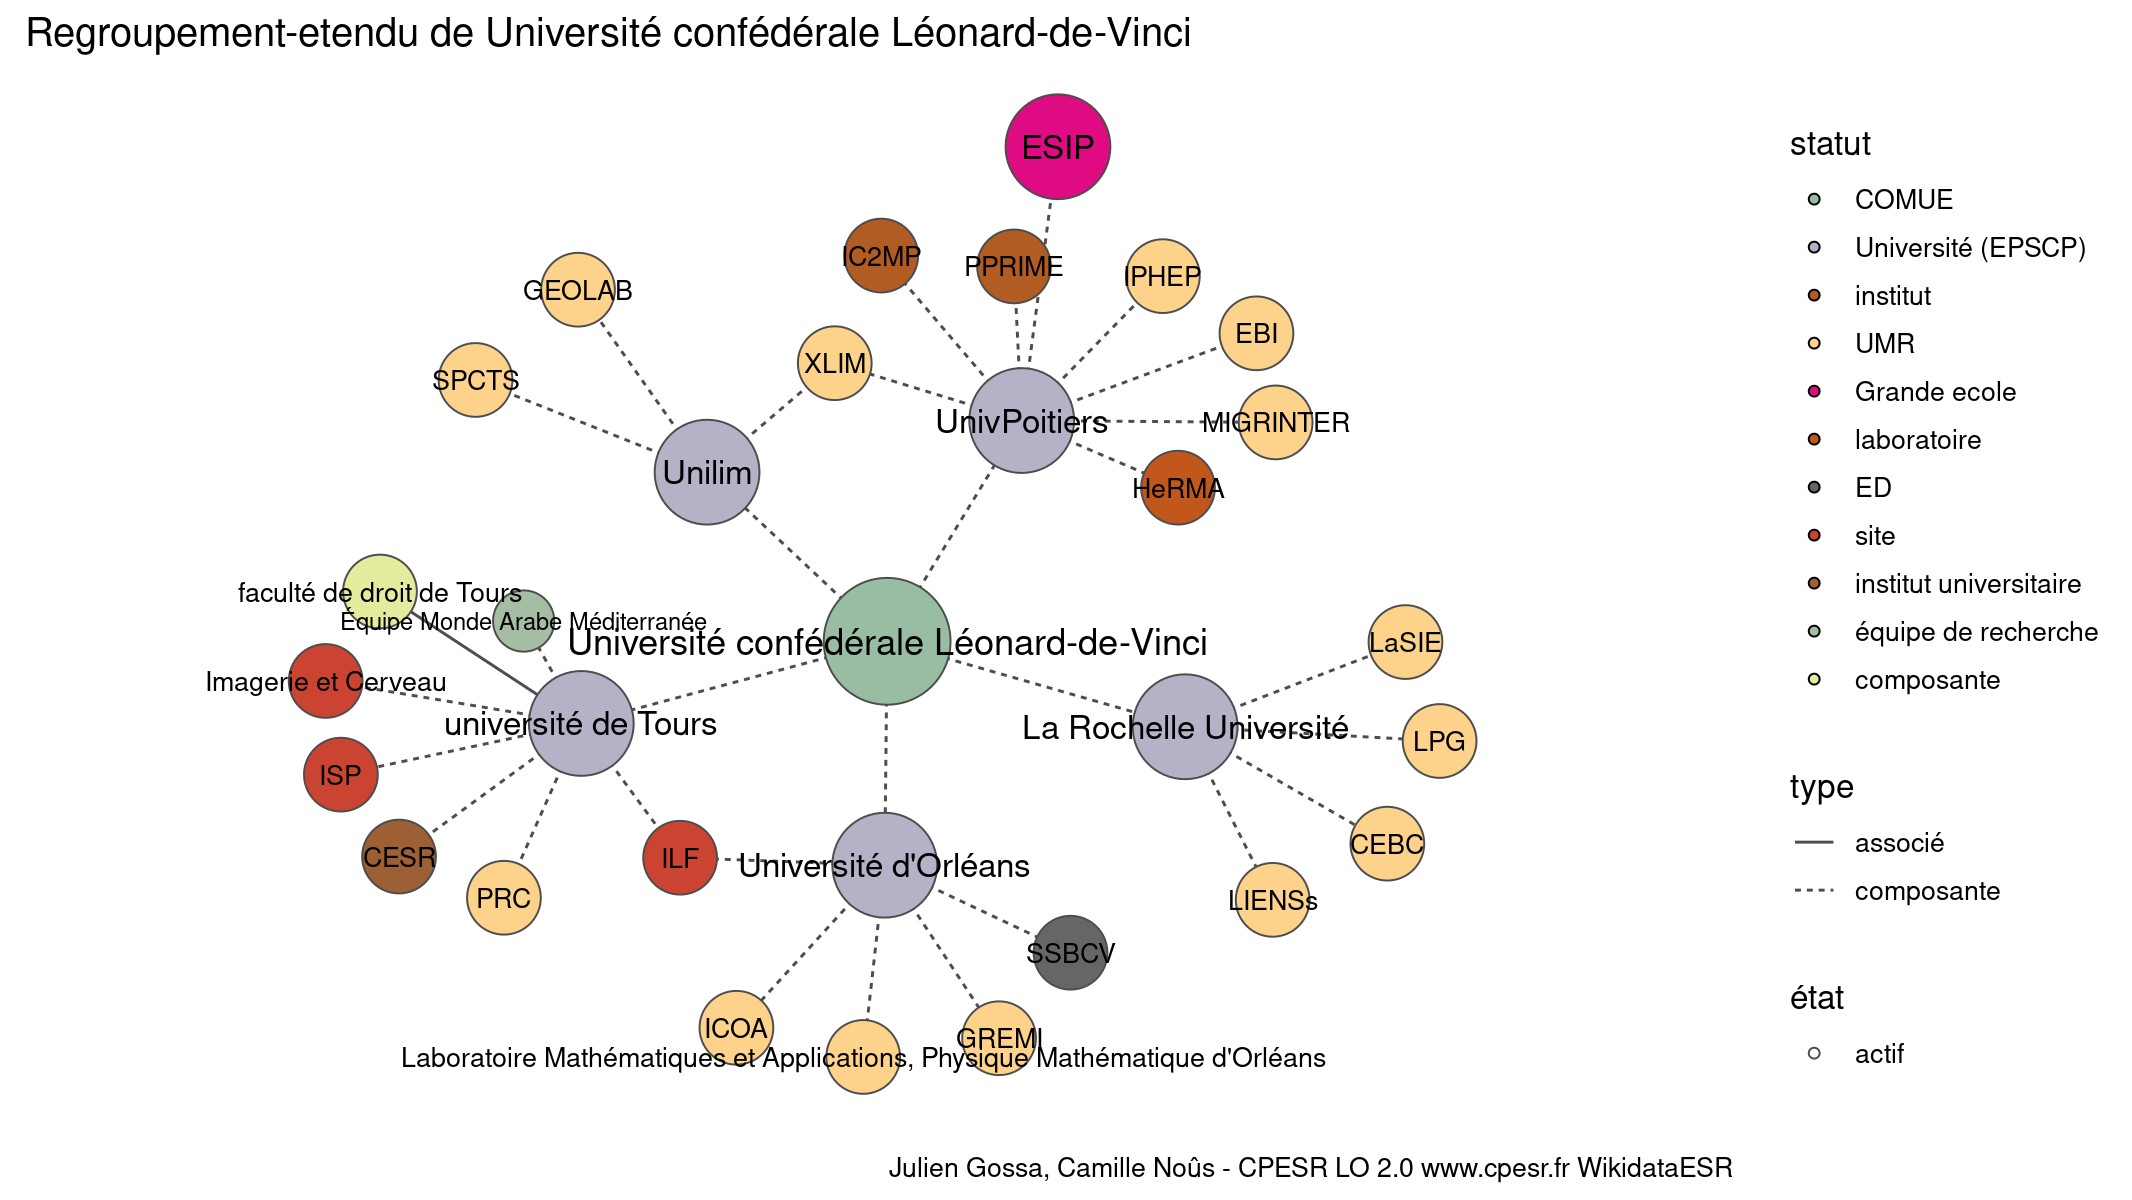 Regroupement-etendu de Université confédérale Léonard-de-Vinci
ESIP
IC2MP
PPRIME
IPHEP
GEOLAB
EBI
XLIM
SPCTS
UnivPoitiers
MIGRINTER
Unilim
HeRMA
faculté de droit de Tours
Équipe Monde Arabe Méditerranée
Université confédérale Léonard-de-Vinci
LaSIE
Imagerie et Cerveau
université de Tours
La Rochelle Université
LPG
ISP
CEBC
CESR
ILF
Université d'Orléans
PRC
LIENSs
SSBCV
ICOA
GREMI
Laboratoire Mathématiques et Applications, Physique Mathématique d'Orléans
statut
COMUE
Université (EPSCP)
institut
UMR
Grande ecole
laboratoire
ED
site
institut universitaire
équipe de recherche
composante
type
associé
composante
état
actif
Julien Gossa, Camille Noûs - CPESR LO 2.0 www.cpesr.fr WikidataESR